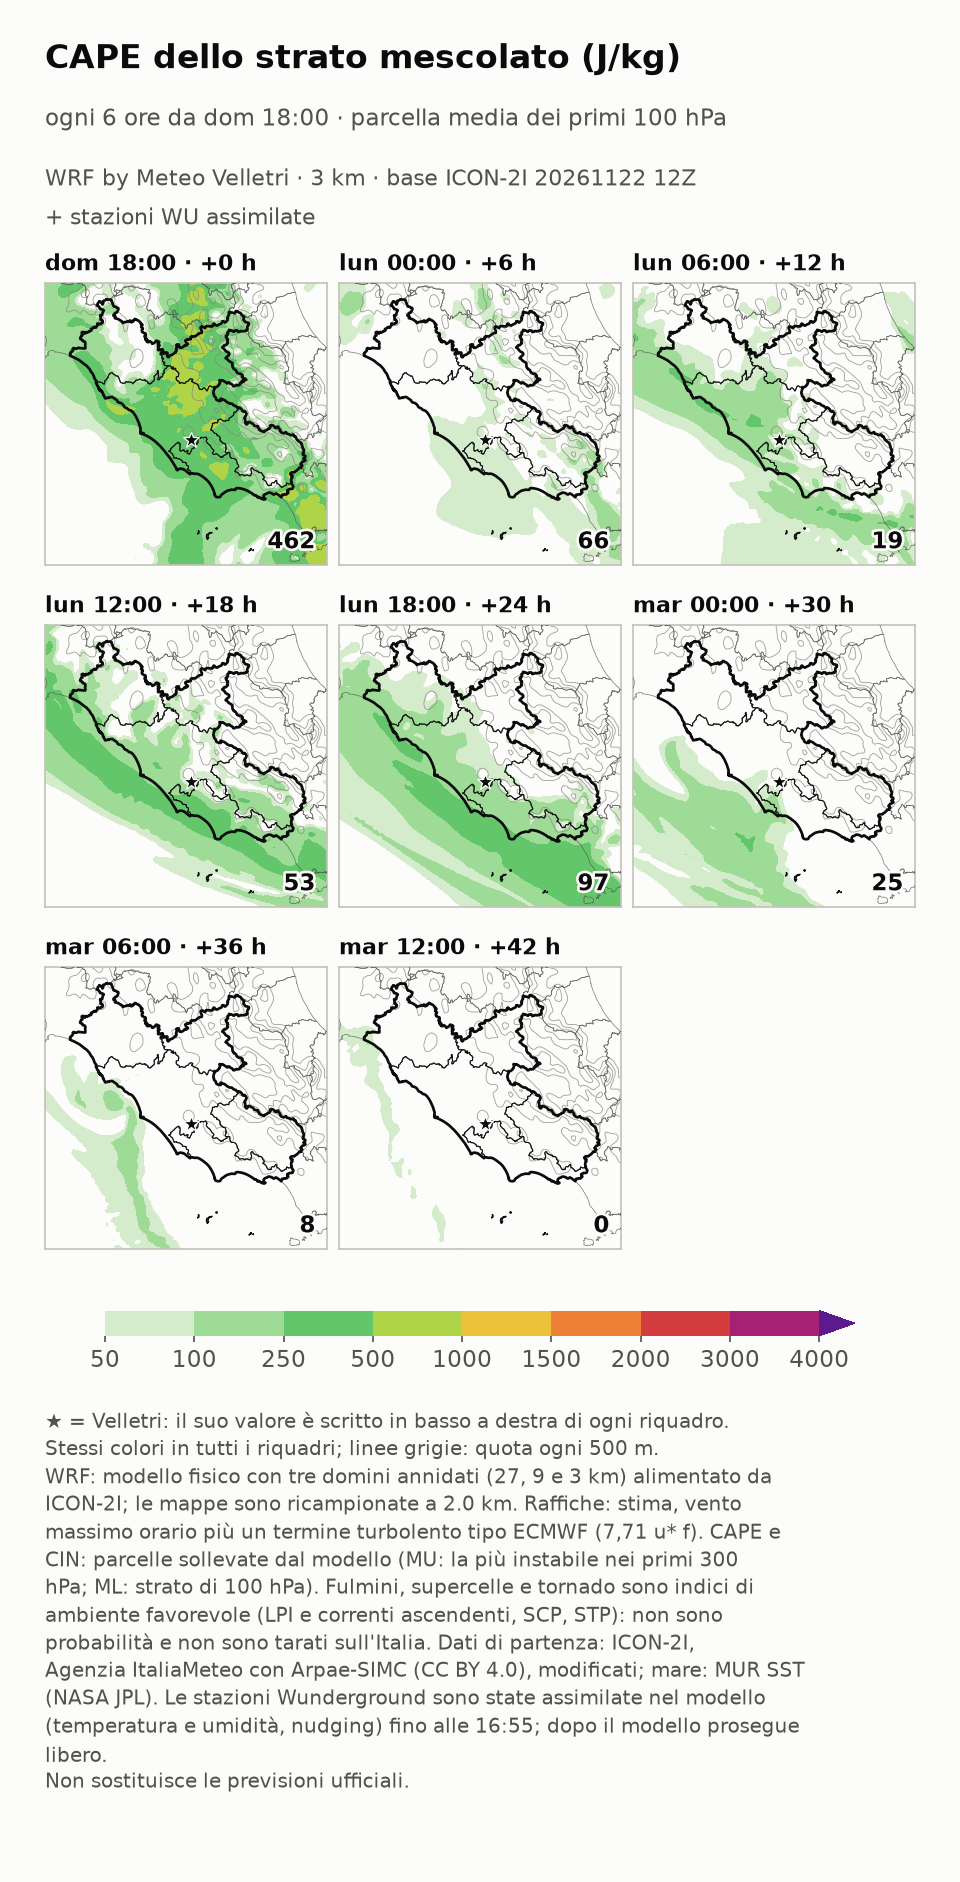 CAPE dello strato mescolato (J/kg)
ogni 6 ore da dom 18:00 · parcella media dei primi 100 hPa
WRF by Meteo Velletri · 3 km · base ICON-2I 20261122 12Z
+ stazioni WU assimilate
dom 18:00 · +0 h
lun 00:00 · +6 h
lun 06:00 · +12 h
462
66
19
lun 12:00 · +18 h
lun 18:00 · +24 h
mar 00:00 · +30 h
53
97
25
mar 06:00 · +36 h
mar 12:00 · +42 h
8
0
50 100 250 500 1000 1500 2000 3000 4000
★ = Velletri: il suo valore è scritto in basso a destra di ogni riquadro.
Stessi colori in tutti i riquadri; linee grigie: quota ogni 500 m.
WRF: modello fisico con tre domini annidati (27, 9 e 3 km) alimentato da
ICON-2I; le mappe sono ricampionate a 2.0 km. Raffiche: stima, vento
massimo orario più un termine turbolento tipo ECMWF (7,71 u* f). CAPE e
CIN: parcelle sollevate dal modello (MU: la più instabile nei primi 300
hPa; ML: strato di 100 hPa). Fulmini, supercelle e tornado sono indici di
ambiente favorevole (LPI e correnti ascendenti, SCP, STP): non sono
probabilità e non sono tarati sull'Italia. Dati di partenza: ICON-2I,
Agenzia ItaliaMeteo con Arpae-SIMC (CC BY 4.0), modificati; mare: MUR SST
(NASA JPL). Le stazioni Wunderground sono state assimilate nel modello
(temperatura e umidità, nudging) fino alle 16:55; dopo il modello prosegue
libero.
Non sostituisce le previsioni ufficiali.